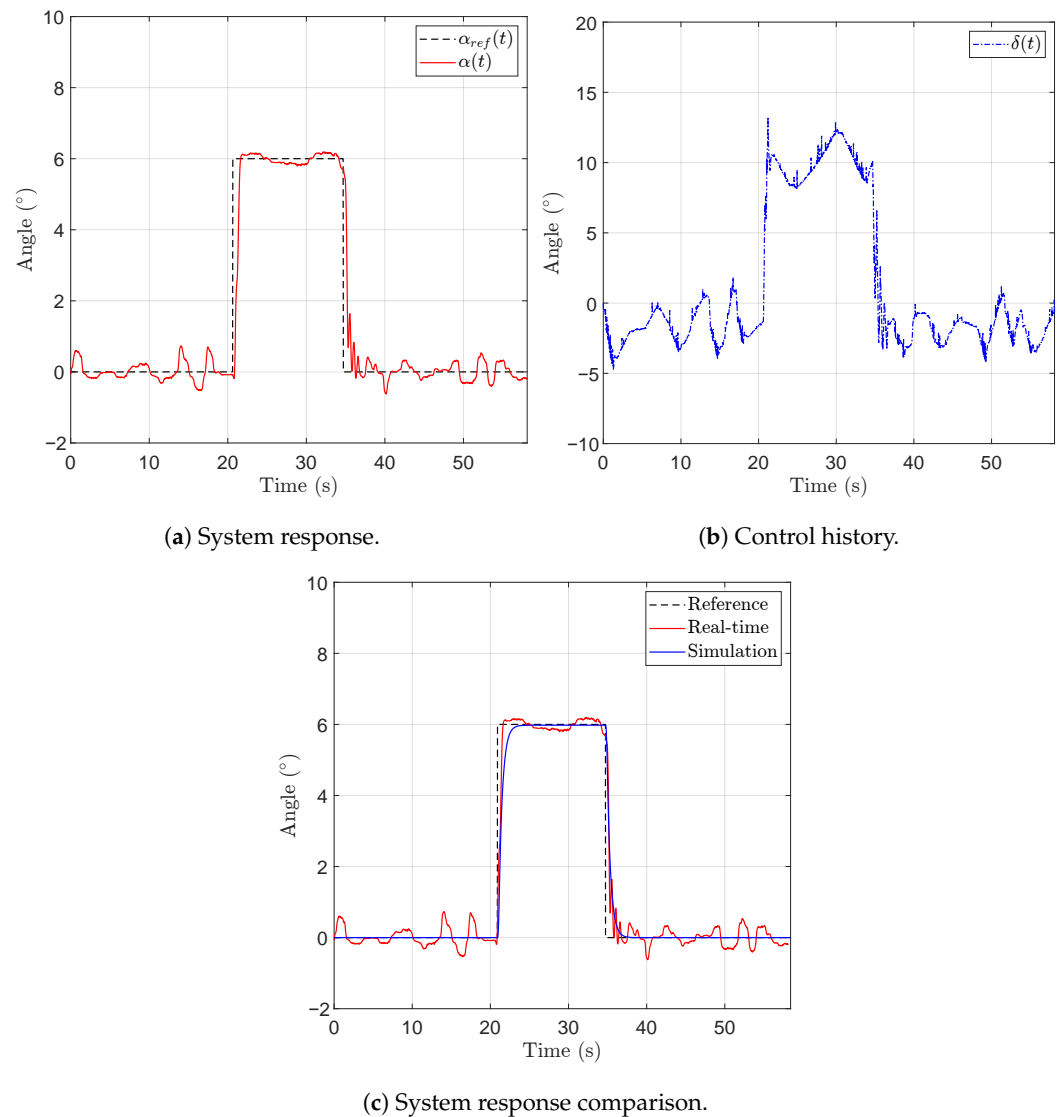 10
8
6
4
2
0
−2
Angle (°)
α_ref(t)
α(t)
0 10 20 30 40 50
Time (s)
(a) System response.
20
15
10
5
0
−5
−10
Angle (°)
δ(t)
0 10 20 30 40 50
Time (s)
(b) Control history.
10
8
6
4
2
0
−2
Angle (°)
Reference
Real-time
Simulation
0 10 20 30 40 50
Time (s)
(c) System response comparison.